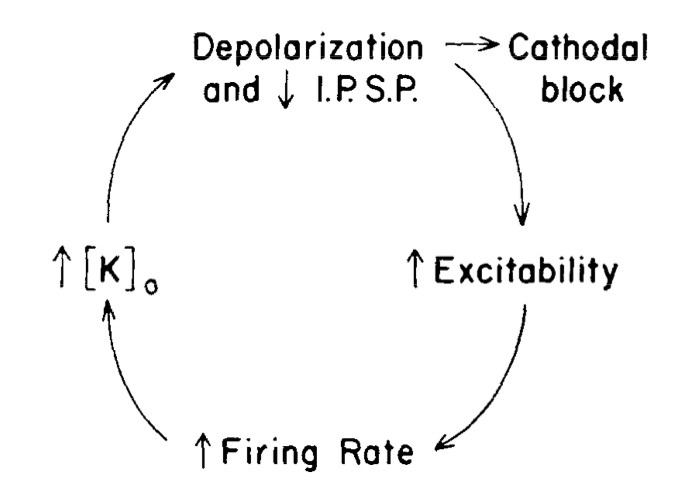 Depolarization → Cathodal
and ↓ I.P.S.P. block
↑ [K]o
↑ Excitability
↑ Firing Rate